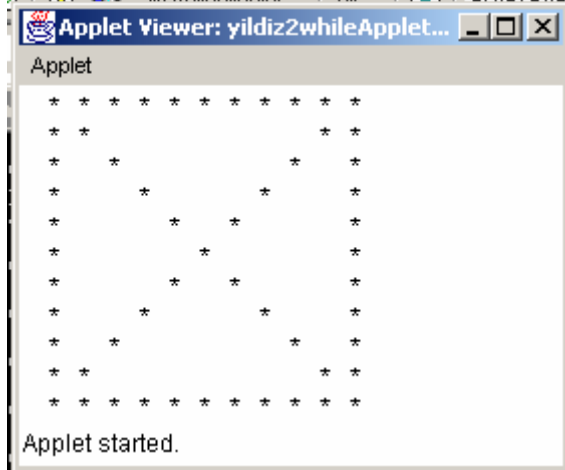 Applet Viewer: yildiz2whileApplet...
Applet
* * * * * * * * * * *
* *               * *
*   *           *   *
*     *       *     *
*       *   *       *
*         *         *
*       *   *       *
*     *       *     *
*   *           *   *
* *               * *
* * * * * * * * * * *
Applet started.